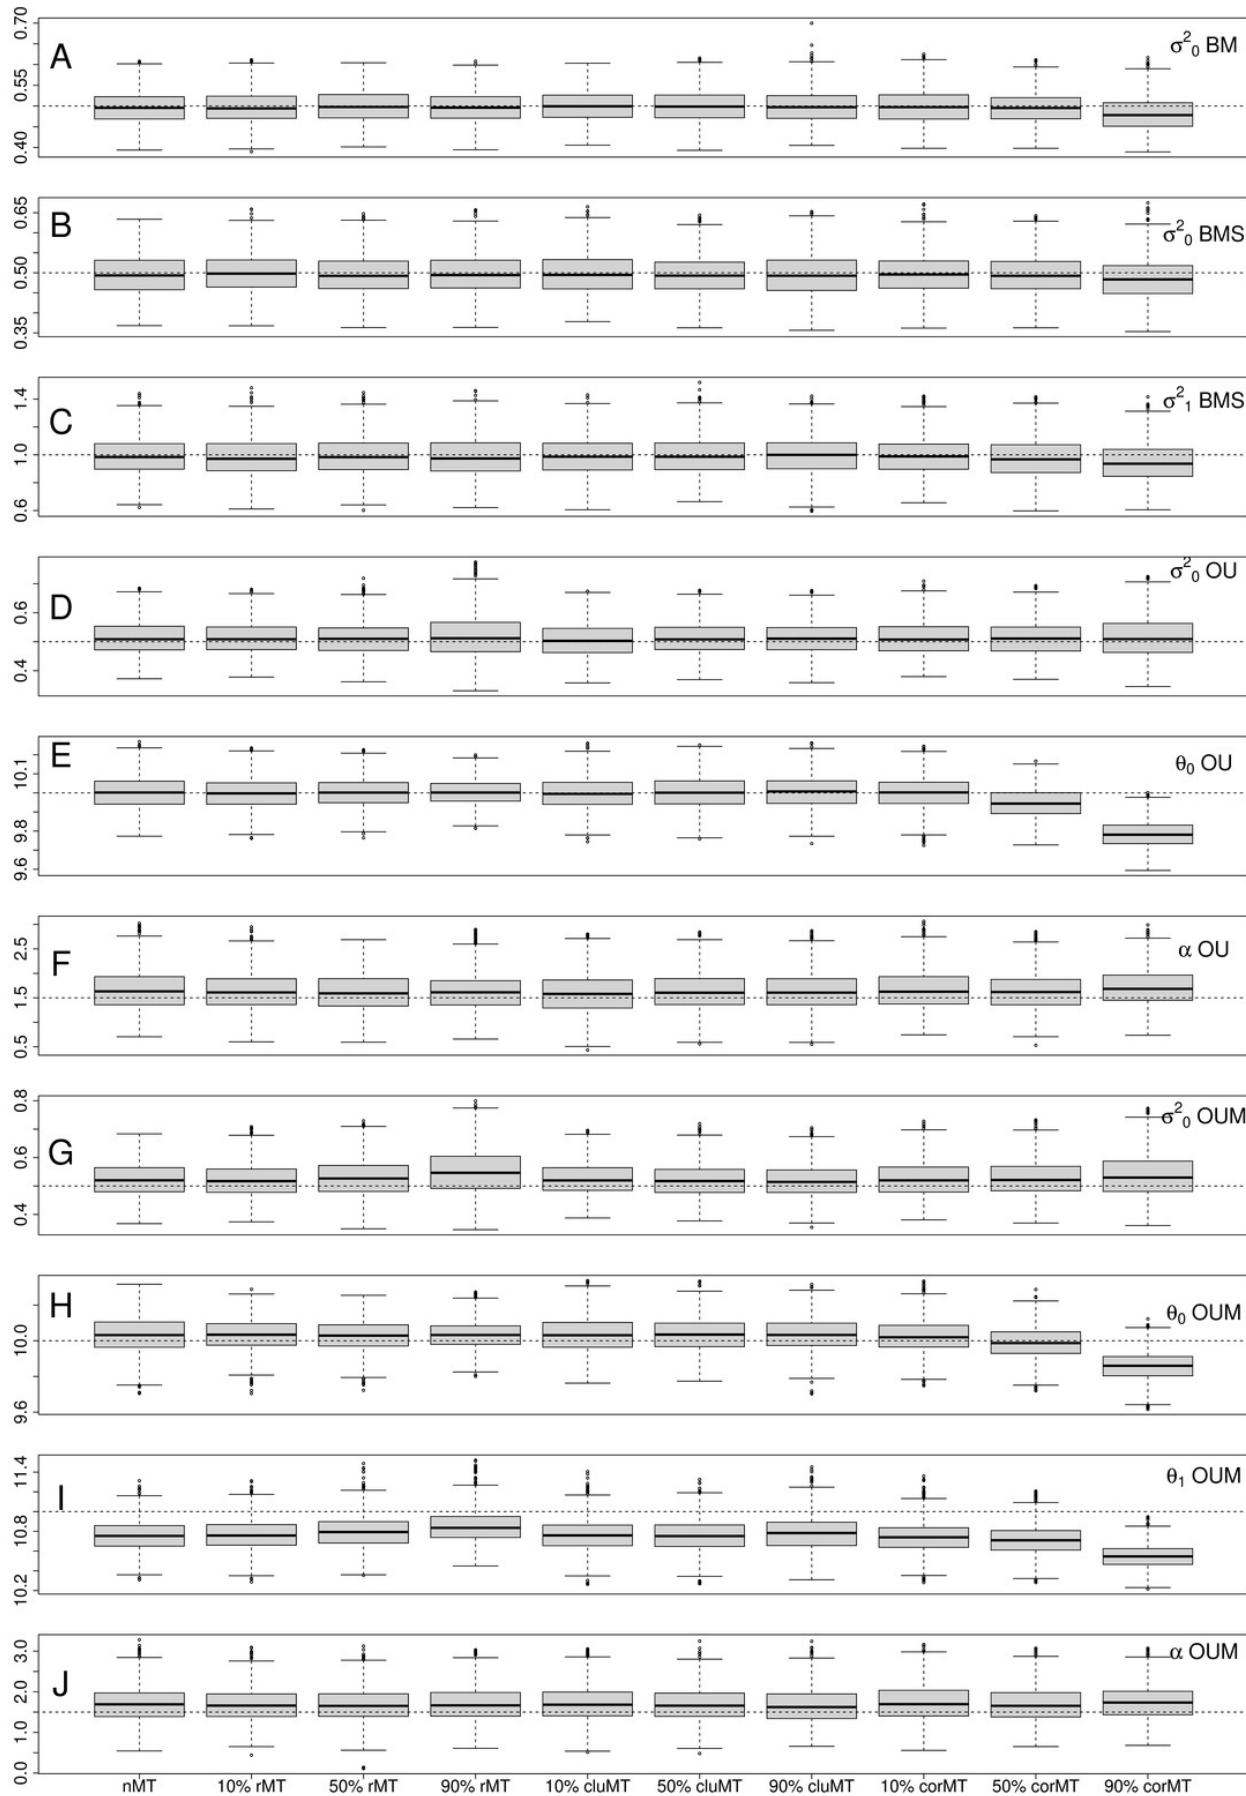 A
σ²₀ BM
0.70
0.55
0.40
B
σ²₀ BMS
0.65
0.50
0.35
C
σ²₁ BMS
1.4
1.0
0.6
D
σ²₀ OU
0.6
0.4
E
θ₀ OU
10.1
9.8
9.6
F
α OU
2.5
1.5
0.5
G
σ²₀ OUM
0.8
0.6
0.4
H
θ₀ OUM
10.0
9.6
I
θ₁ OUM
11.4
10.8
10.2
J
α OUM
3.0
2.0
1.0
0.0
nMT 10% rMT 50% rMT 90% rMT 10% cluMT 50% cluMT 90% cluMT 10% corMT 50% corMT 90% corMT